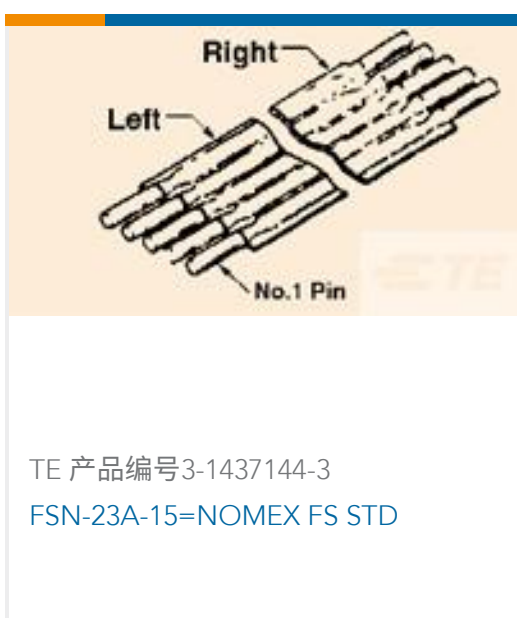 Right
Left
No.1 Pin
TE
TE 产品编号3-1437144-3
FSN-23A-15=NOMEX FS STD